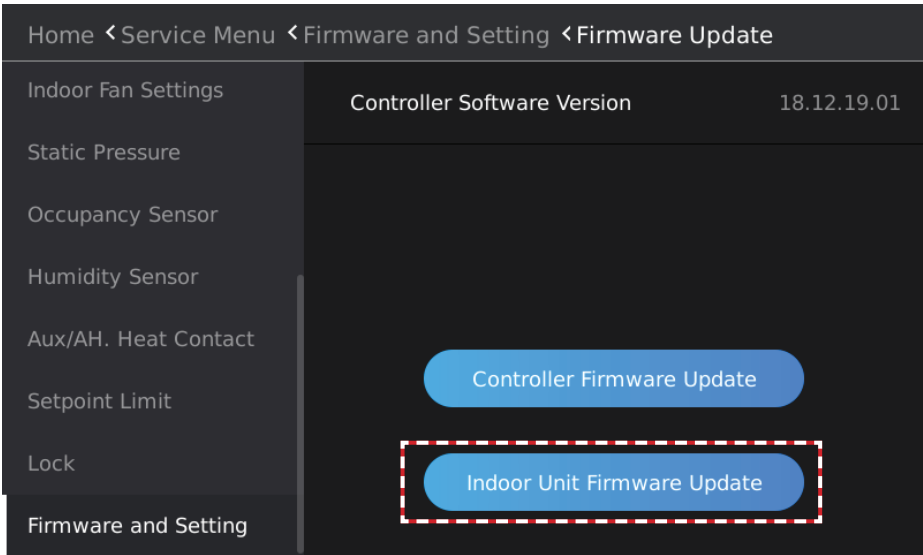 Home < Service Menu < Firmware and Setting < Firmware Update
Indoor Fan Settings
Static Pressure
Occupancy Sensor
Humidity Sensor
Aux/AH. Heat Contact
Setpoint Limit
Lock
Firmware and Setting
Controller Software Version 18.12.19.01
Controller Firmware Update
Indoor Unit Firmware Update